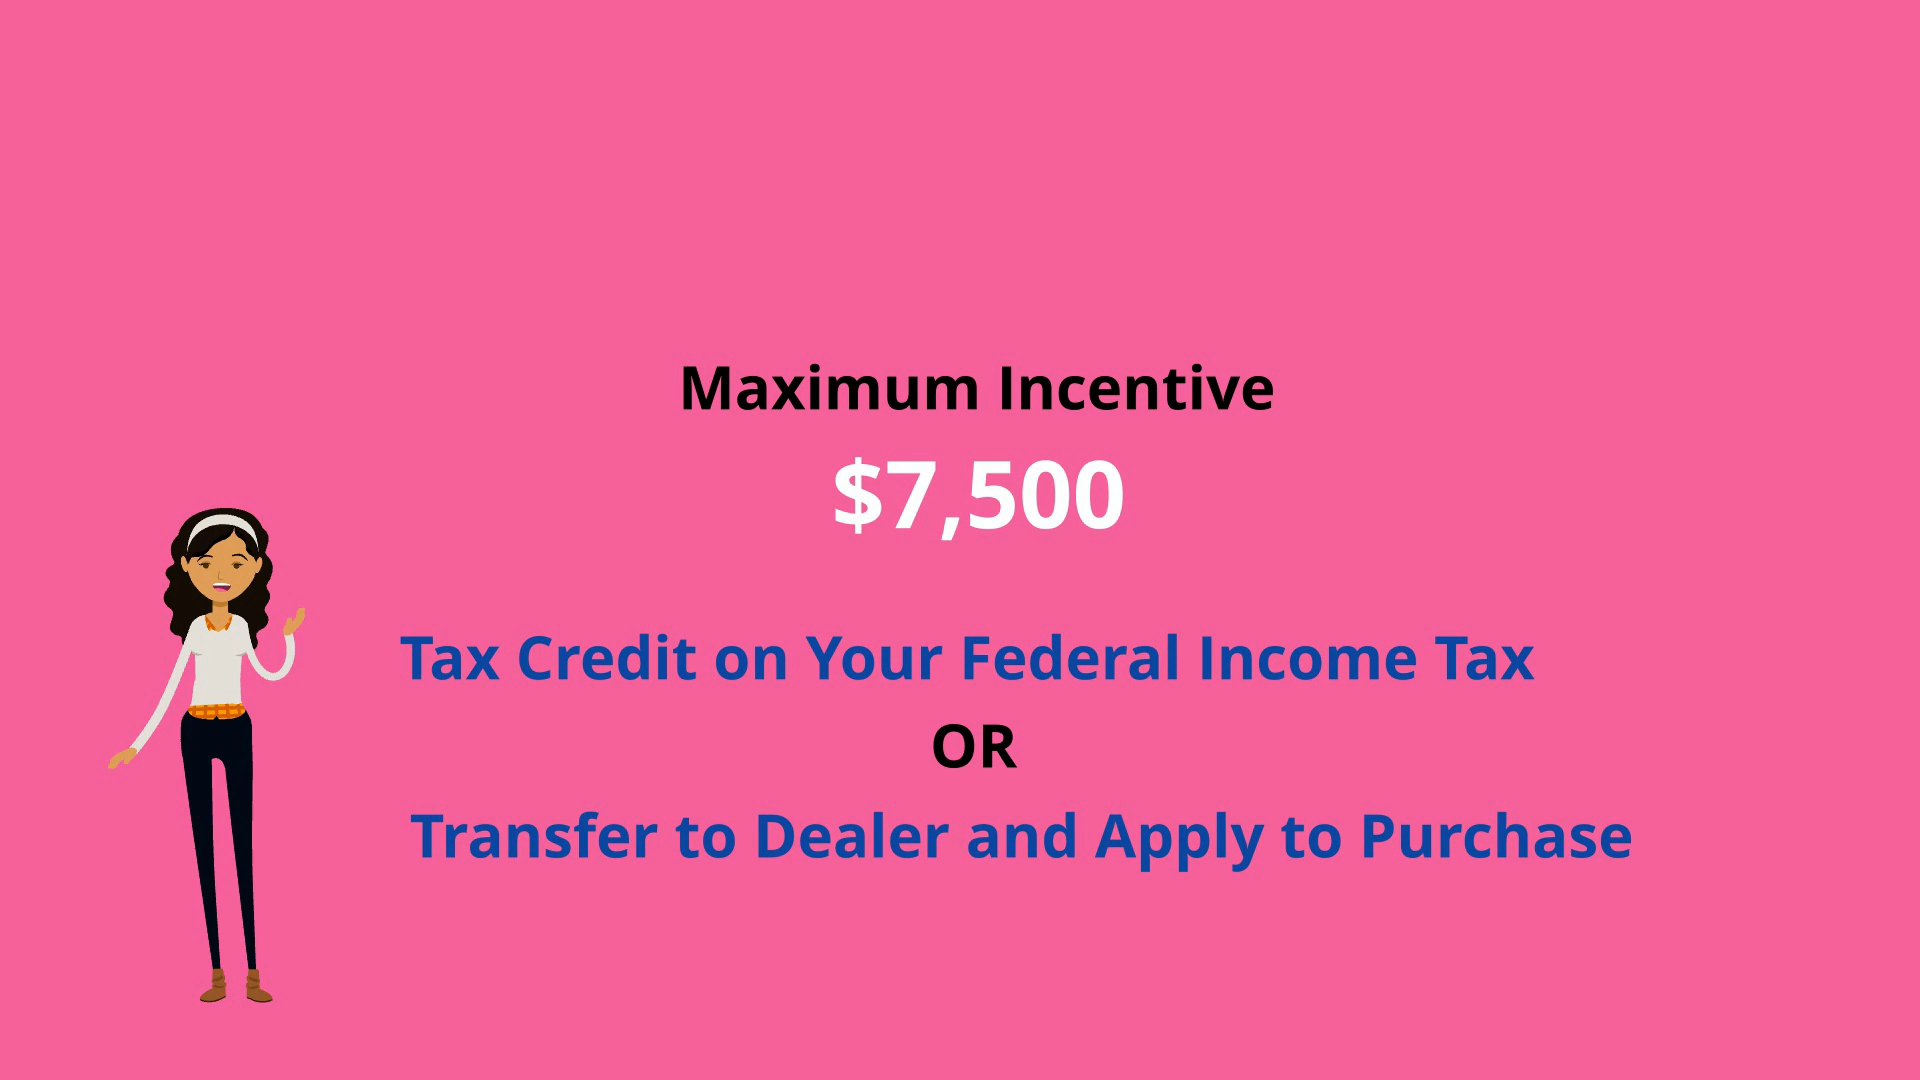 Maximum Incentive
$7,500
Tax Credit on Your Federal Income Tax
OR
Transfer to Dealer and Apply to Purchase